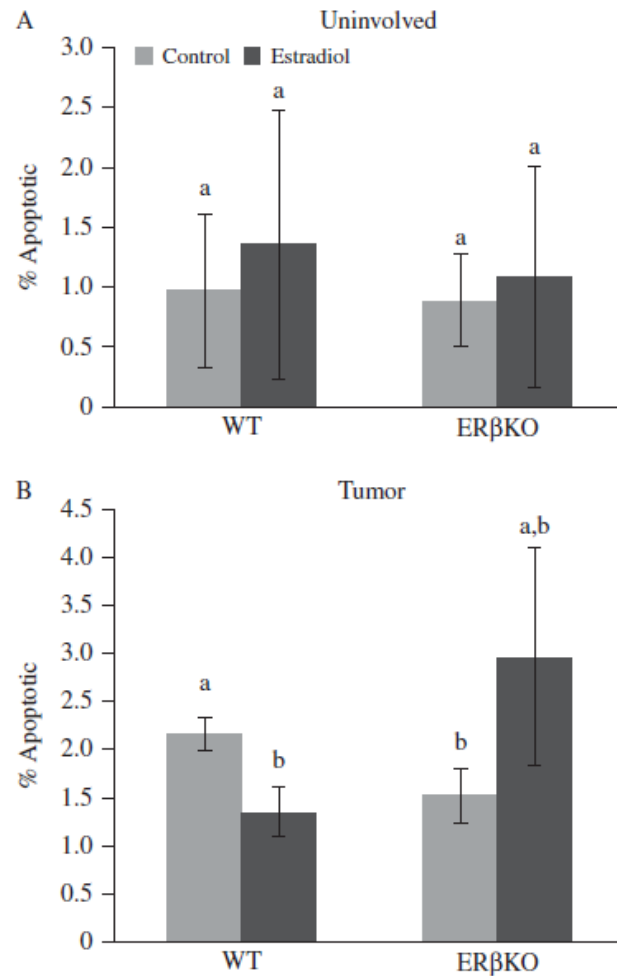 A Uninvolved
3.0 Control Estradiol
a
2.5
a
2.0
a
a
1.5
1.0
0.5
0
% Apoptotic
WT ERβKO
B Tumor
4.5
a,b
4.0
3.5
3.0
a
2.5
b
b
2.0
1.5
1.0
0.5
0
% Apoptotic
WT ERβKO